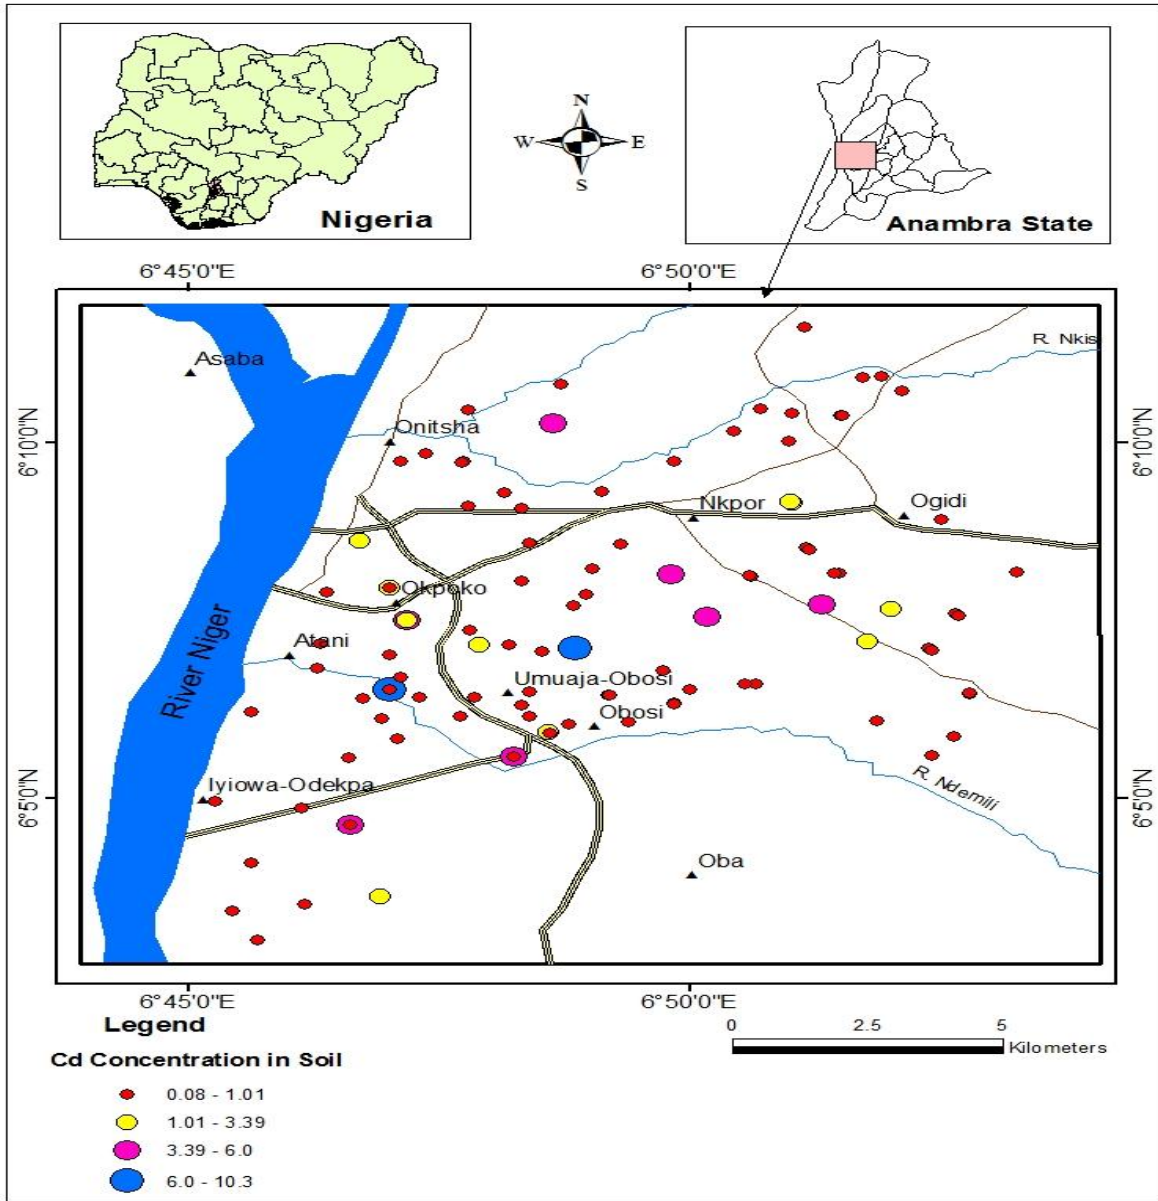 Nigeria
N
W
E
S
Anambra State
6°45'0"E
6°50'0"E
R. Nkis
Asaba
Onitsha
6°10'0"N
6°10'0"N
Nkpor
Ogidi
Okpoko
Atani
River Niger
Umuaja-Obosi
Obosi
Iyiowa-Odekpa
R. Ndemili
6°5'0"N
6°5'0"N
Oba
6°45'0"E
6°50'0"E
Legend
0 2.5 5
Kilometers
Cd Concentration in Soil
0.08 - 1.01
1.01 - 3.39
3.39 - 6.0
6.0 - 10.3